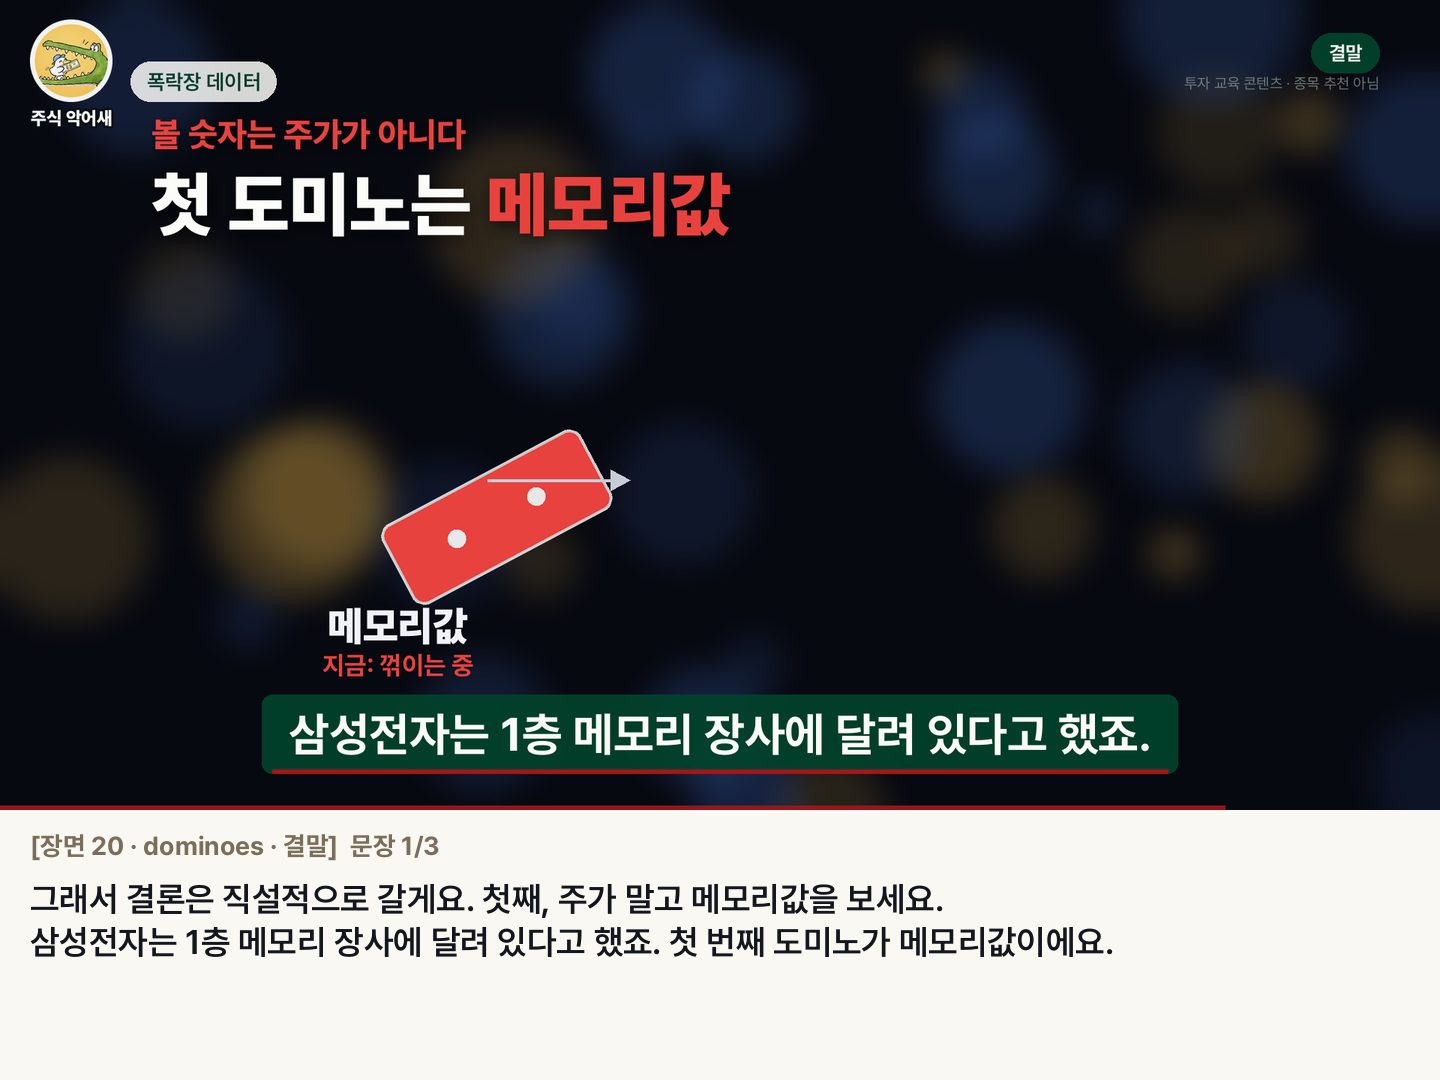 주식 악어새
폭락장 데이터
결말
투자 교육 콘텐츠 · 종목 추천 아님
볼 숫자는 주가가 아니다
첫 도미노는 메모리값
메모리값
지금: 꺾이는 중
삼성전자는 1층 메모리 장사에 달려 있다고 했죠.
[장면 20 · dominoes · 결말] 문장 1/3
그래서 결론은 직설적으로 갈게요. 첫째, 주가 말고 메모리값을 보세요.
삼성전자는 1층 메모리 장사에 달려 있다고 했죠. 첫 번째 도미노가 메모리값이에요.